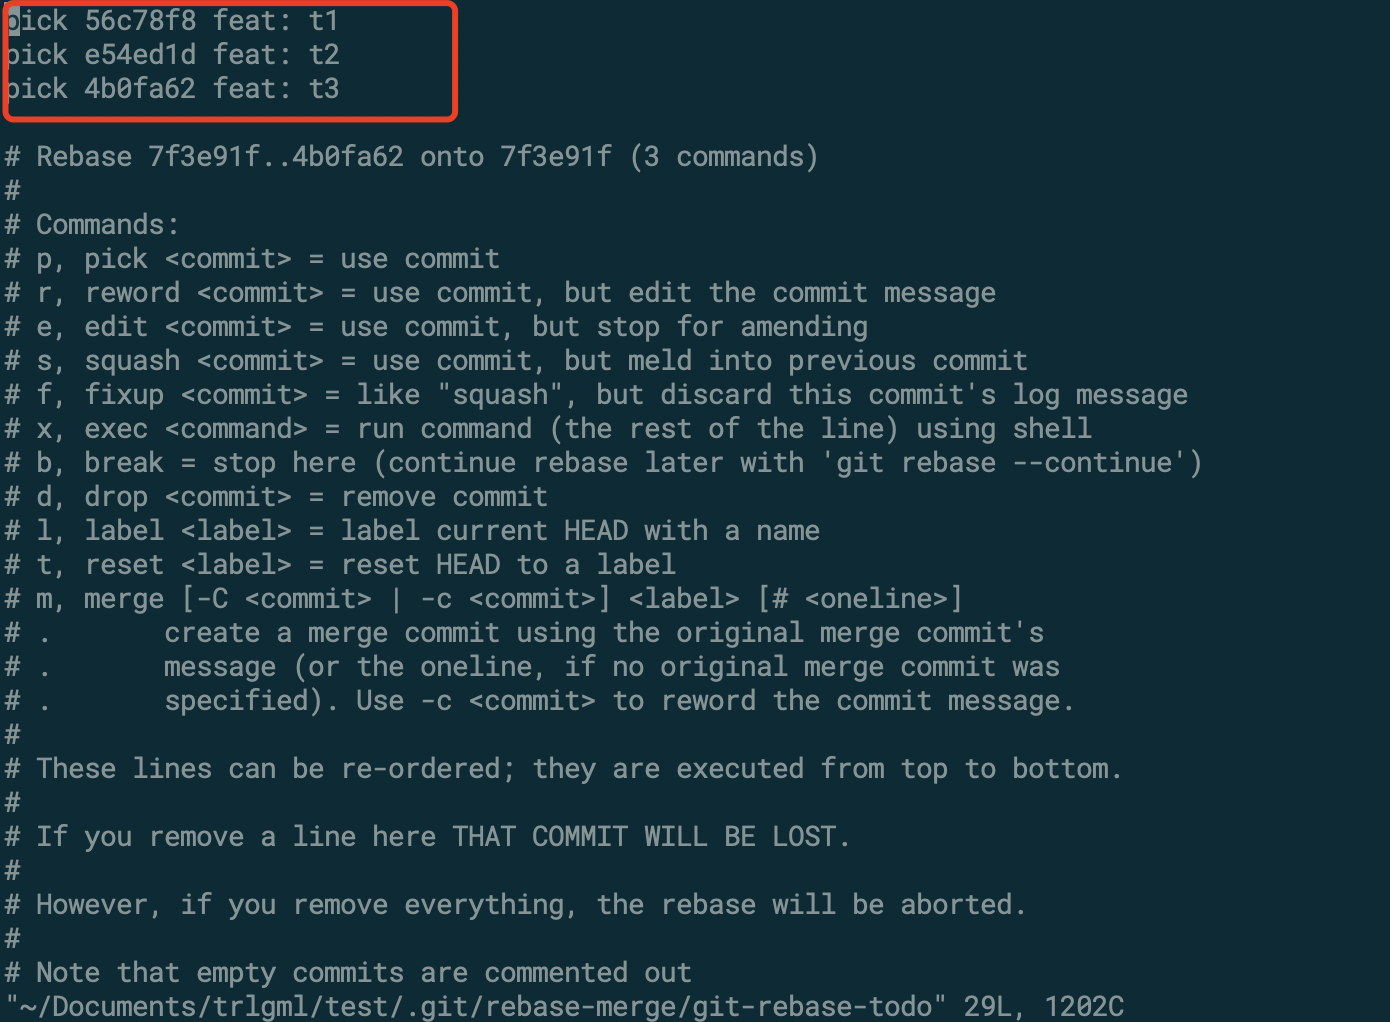 pick 56c78f8 feat: t1
pick e54ed1d feat: t2
pick 4b0fa62 feat: t3
# Rebase 7f3e91f..4b0fa62 onto 7f3e91f (3 commands)
#
# Commands:
# p, pick <commit> = use commit
# r, reword <commit> = use commit, but edit the commit message
# e, edit <commit> = use commit, but stop for amending
# s, squash <commit> = use commit, but meld into previous commit
# f, fixup <commit> = like "squash", but discard this commit's log message
# x, exec <command> = run command (the rest of the line) using shell
# b, break = stop here (continue rebase later with 'git rebase --continue')
# d, drop <commit> = remove commit
# l, label <label> = label current HEAD with a name
# t, reset <label> = reset HEAD to a label
# m, merge [-C <commit> | -c <commit>] <label> [# <oneline>]
# .       create a merge commit using the original merge commit's
# .       message (or the oneline, if no original merge commit was
# .       specified). Use -c <commit> to reword the commit message.
#
# These lines can be re-ordered; they are executed from top to bottom.
#
# If you remove a line here THAT COMMIT WILL BE LOST.
#
# However, if you remove everything, the rebase will be aborted.
#
# Note that empty commits are commented out
"~/Documents/trlgml/test/.git/rebase-merge/git-rebase-todo" 29L, 1202C